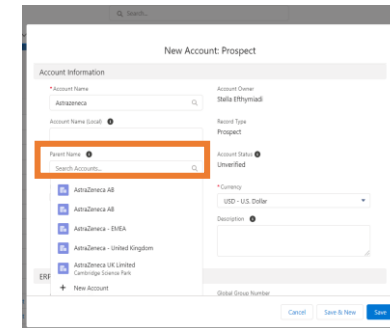 Search...
New Account: Prospect
Account Information
*Account Name
Astrazeneca
Account Owner
Stella Efthymiadi
Account Name (Local)
Record Type
Prospect
Parent Name
Search Accounts...
Account Status
Unverified
AstraZeneca AB
AstraZeneca AB
AstraZeneca - EMEA
AstraZeneca - United Kingdom
AstraZeneca UK Limited
Cambridge Science Park
+ New Account
*Currency
USD - U.S. Dollar
Description
ERP
Global Group Number
Cancel
Save & New
Save